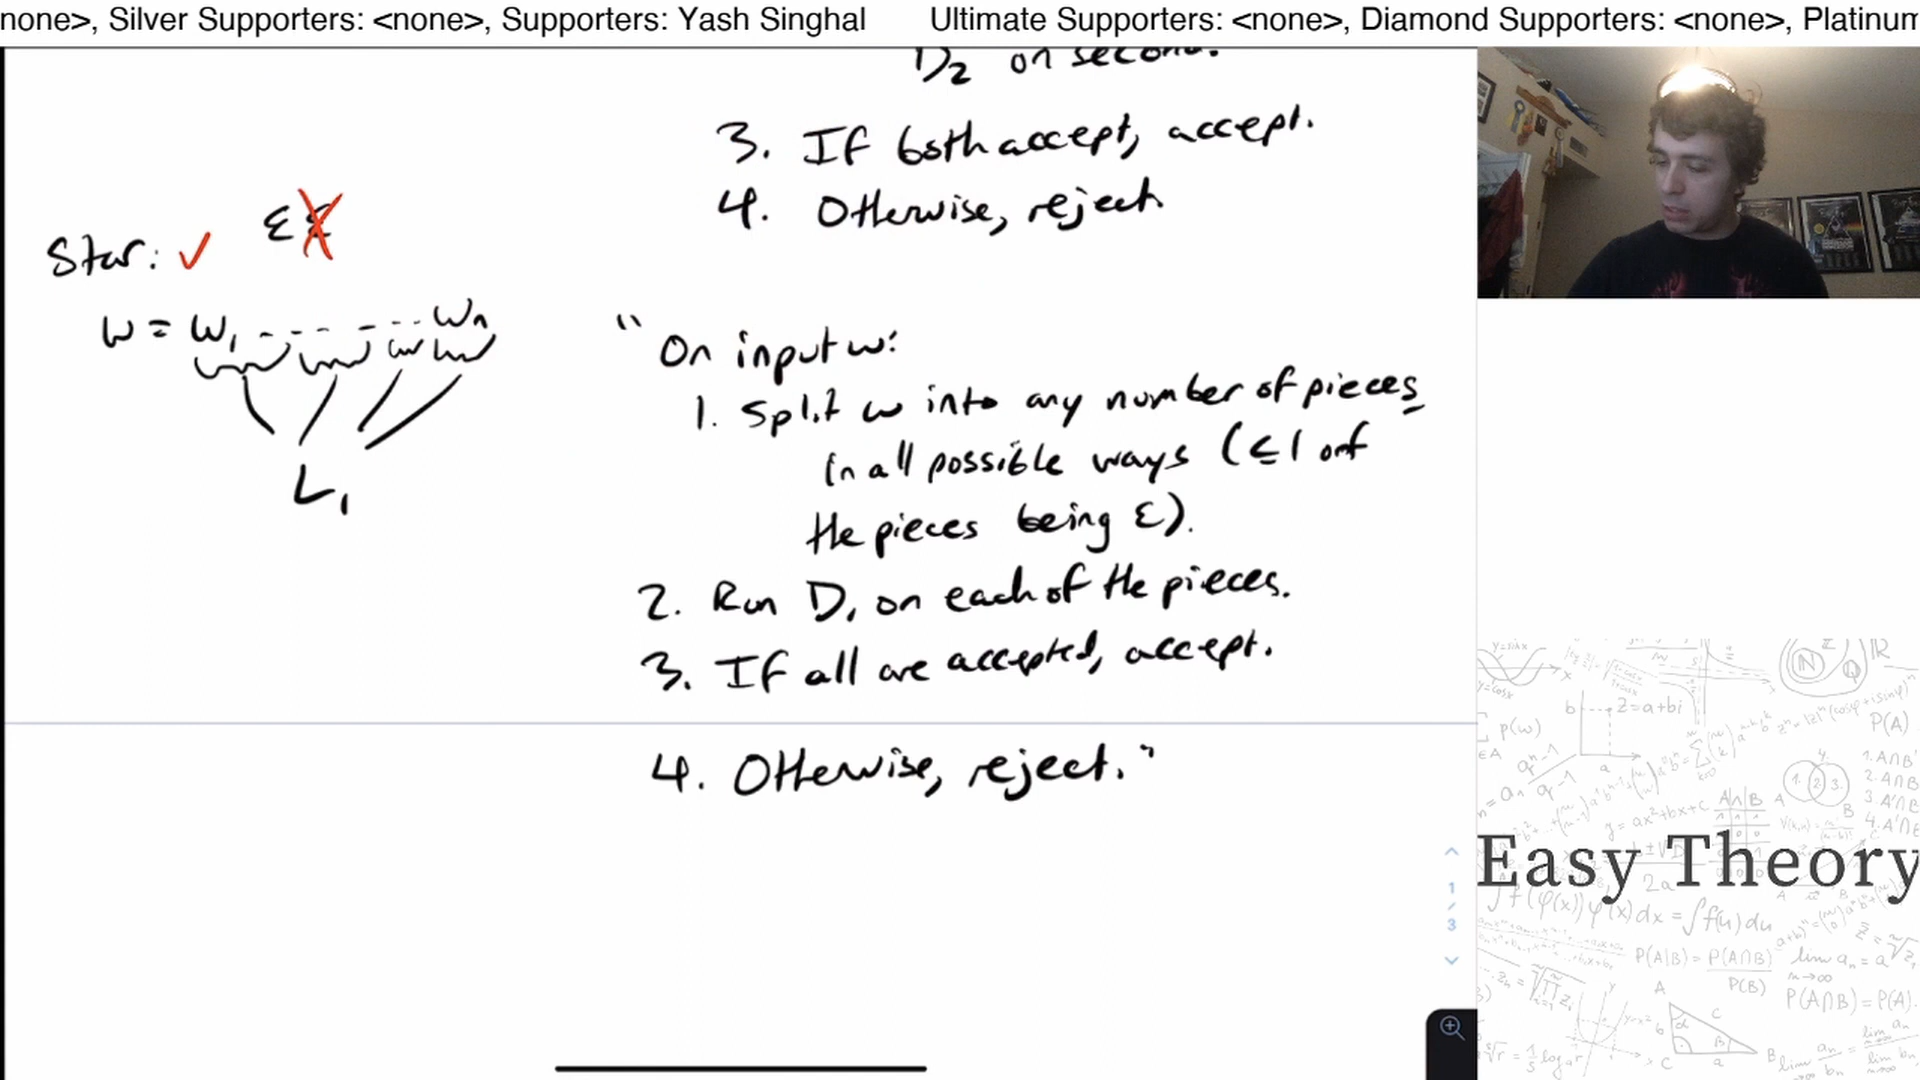 none>, Silver Supporters: <none>, Supporters: Yash Singhal Ultimate Supporters: <none>, Diamond Supporters: <none>, Platinum
D2 on second.
3. If both accept, accept.
4. Otherwise, reject.
ε
Star: ✓
w = w1 - - - - - - - wn
L1
"On input w:
1. Split w into any number of pieces
in all possible ways (≤ 1 of
the pieces being ε).
2. Run D1 on each of the pieces.
3. If all are accepted, accept.
4. Otherwise, reject."
1
/
3
Easy Theory